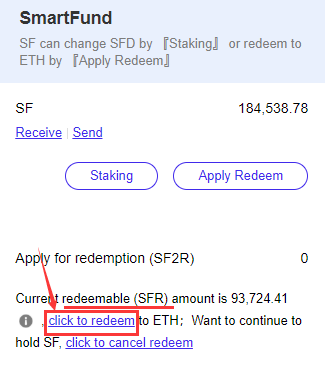 SmartFund
SF can change SFD by 『Staking』 or redeem to
ETH by 『Apply Redeem』
SF 184,538.78
Receive | Send
Staking Apply Redeem
Apply for redemption (SF2R) 0
Current redeemable (SFR) amount is 93,724.41
, click to redeem to ETH；Want to continue to
hold SF, click to cancel redeem